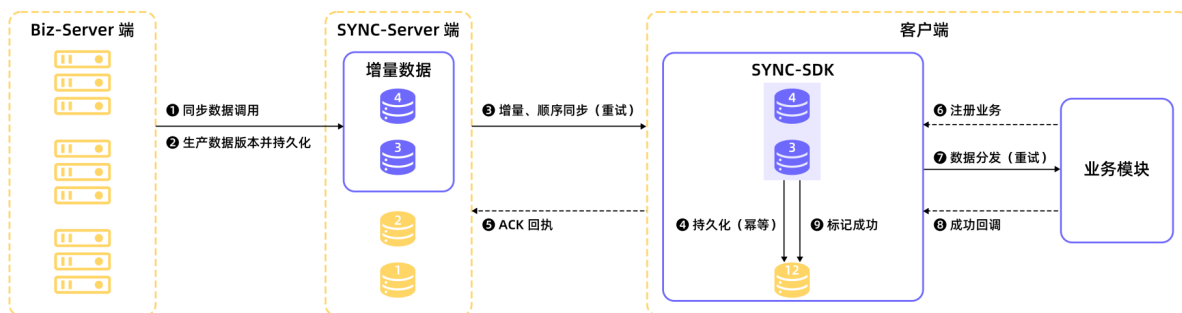 Biz-Server 端
SYNC-Server 端
客户端
增量数据
4
3
2
1
❶ 同步数据调用
❷ 生产数据版本并持久化
❸ 增量、顺序同步（重试）
❺ ACK 回执
SYNC-SDK
4
3
❹ 持久化（幂等）
❾ 标记成功
12
❻ 注册业务
❼ 数据分发（重试）
❽ 成功回调
业务模块